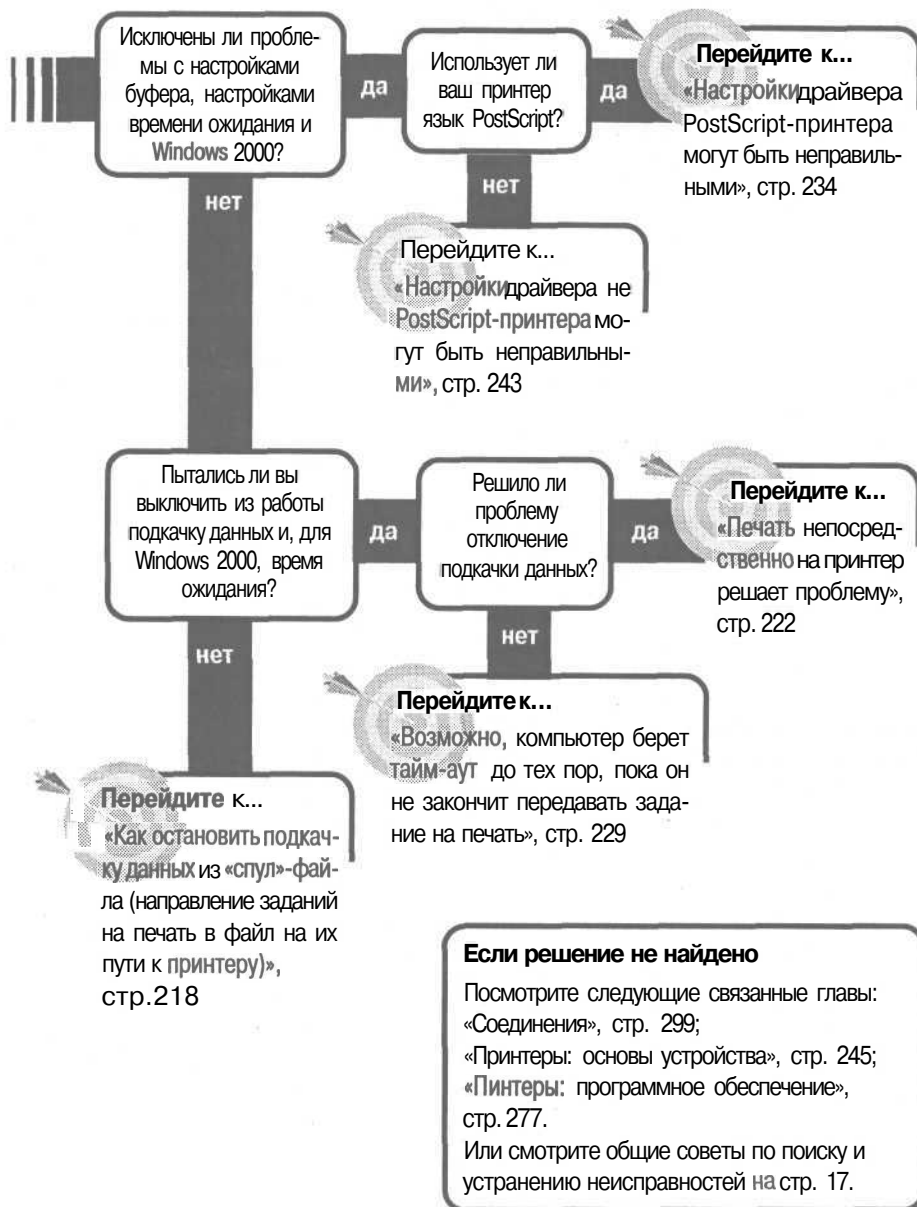 Исключены ли пробле-
мы с настройками
буфера, настройками
времени ожидания и
Windows 2000?
да
Использует ли
ваш принтер
язык PostScript?
да
Перейдите к...
«Настройки драйвера
PostScript-принтера
могут быть неправиль-
ными», стр. 234
нет
нет
Перейдите к...
«Настройки драйвера не
PostScript-принтера мо-
гут быть неправильны-
ми», стр. 243
Пытались ли вы
выключить из работы
подкачку данных и, для
Windows 2000, время
ожидания?
да
Решило ли
проблему
отключение
подкачки данных?
да
Перейдите к...
«Печать непосред-
ственно на принтер
решает проблему»,
стр. 222
нет
нет
Перейдите к...
«Возможно, компьютер берет
тайм-аут до тех пор, пока он
не закончит передавать зада-
ние на печать», стр. 229
Перейдите к...
«Как остановить подкач-
ку данных из «спул»-фай-
ла (направление заданий
на печать в файл на их
пути к принтеру)»,
стр.218
Если решение не найдено
Посмотрите следующие связанные главы:
«Соединения», стр. 299;
«Принтеры: основы устройства», стр. 245;
«Пинтеры: программное обеспечение»,
стр. 277.
Или смотрите общие советы по поиску и
устранению неисправностей на стр. 17.